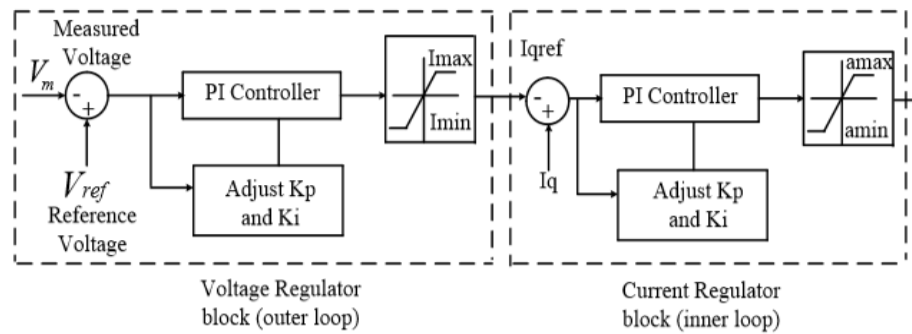 Measured
Voltage
Vm
-
+
Vref
Reference
Voltage
PI Controller
Adjust Kp
and Ki
Imax
Imin
Voltage Regulator
block (outer loop)
Iqref
-
+
Iq
PI Controller
Adjust Kp
and Ki
amax
amin
Current Regulator
block (inner loop)